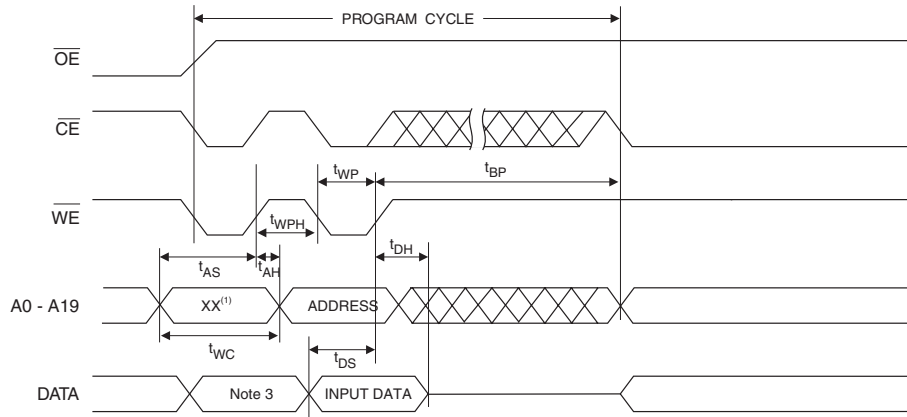 PROGRAM CYCLE
OE
CE
tWP
tBP
WE
tWPH
tDH
tAS
tAH
A0 - A19
XX(1)
ADDRESS
tWC
tDS
DATA
Note 3
INPUT DATA